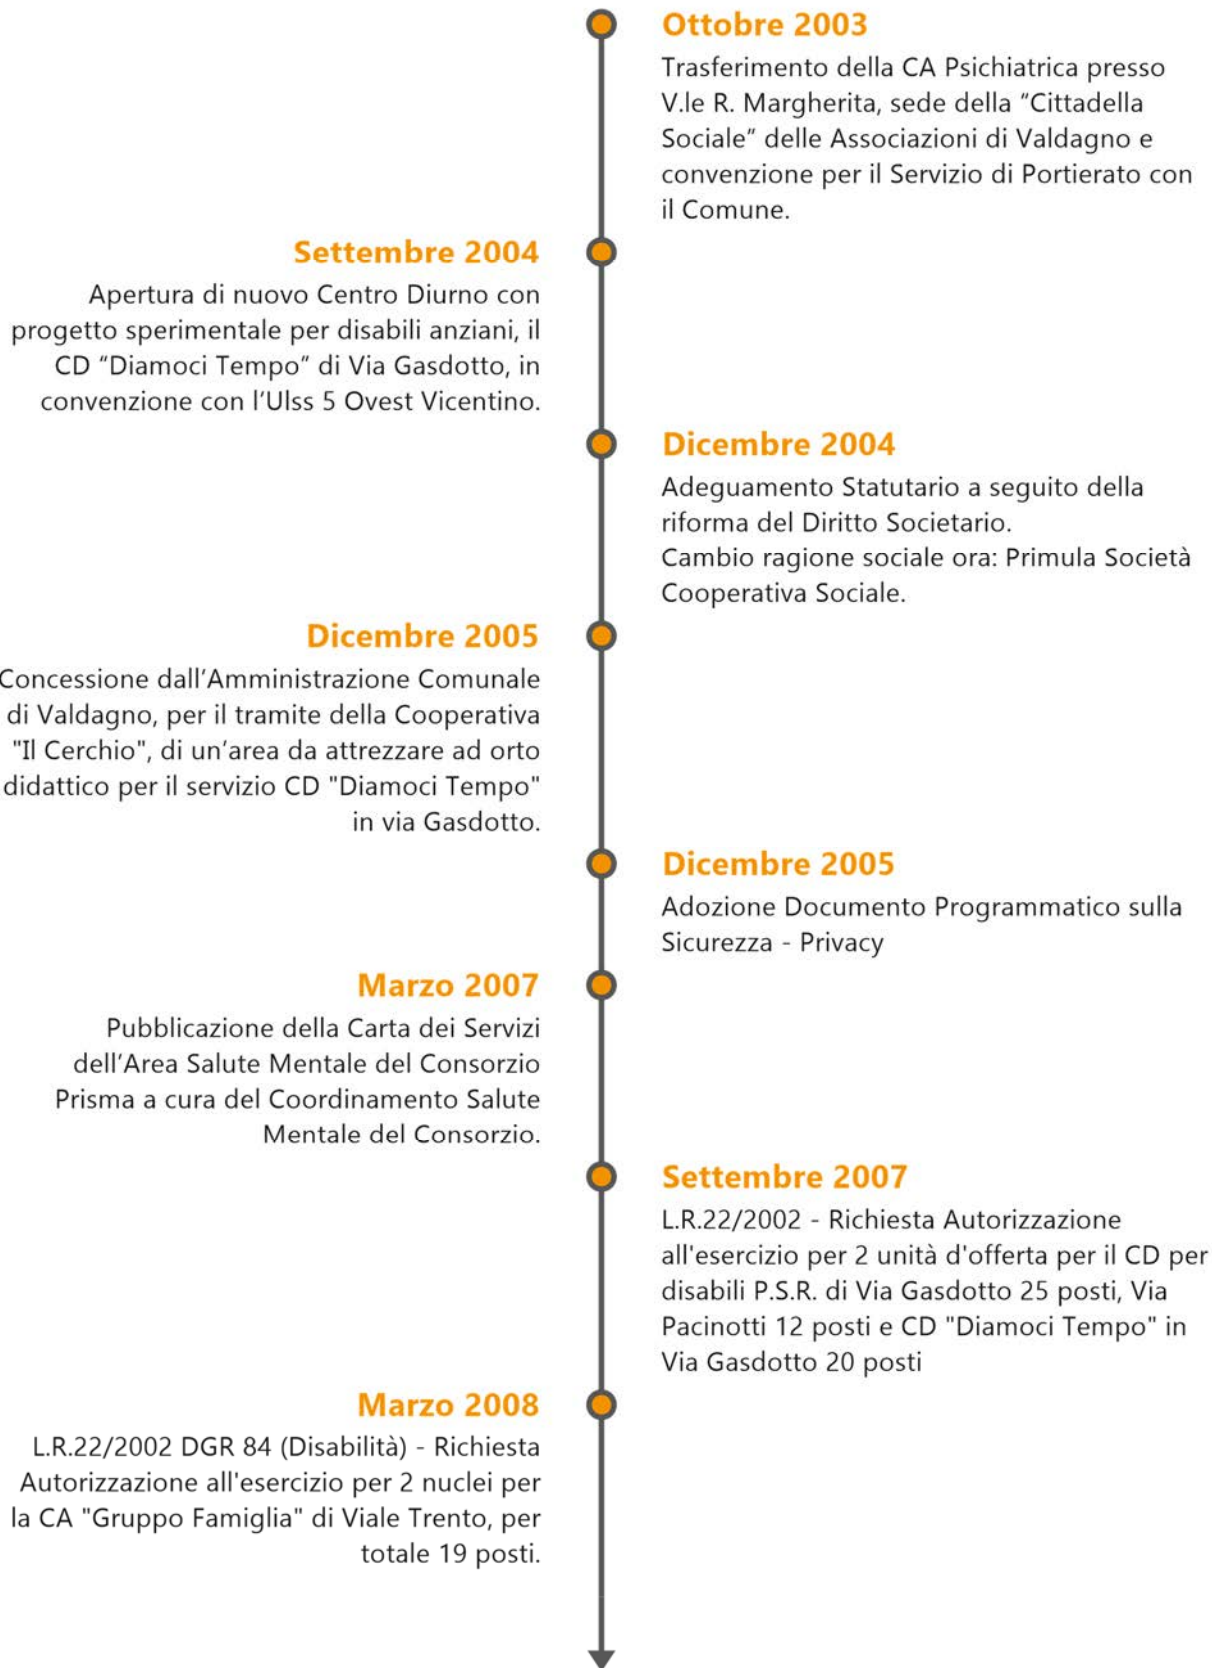 Ottobre 2003
Trasferimento della CA Psichiatrica presso
V.le R. Margherita, sede della “Cittadella
Sociale” delle Associazioni di Valdagno e
convenzione per il Servizio di Portierato con
il Comune.
Settembre 2004
Apertura di nuovo Centro Diurno con
progetto sperimentale per disabili anziani, il
CD “Diamoci Tempo” di Via Gasdotto, in
convenzione con l’Ulss 5 Ovest Vicentino.
Dicembre 2004
Adeguamento Statutario a seguito della
riforma del Diritto Societario.
Cambio ragione sociale ora: Primula Società
Cooperativa Sociale.
Dicembre 2005
Concessione dall’Amministrazione Comunale
di Valdagno, per il tramite della Cooperativa
"Il Cerchio", di un’area da attrezzare ad orto
didattico per il servizio CD "Diamoci Tempo"
in via Gasdotto.
Dicembre 2005
Adozione Documento Programmatico sulla
Sicurezza - Privacy
Marzo 2007
Pubblicazione della Carta dei Servizi
dell’Area Salute Mentale del Consorzio
Prisma a cura del Coordinamento Salute
Mentale del Consorzio.
Settembre 2007
L.R.22/2002 - Richiesta Autorizzazione
all'esercizio per 2 unità d'offerta per il CD per
disabili P.S.R. di Via Gasdotto 25 posti, Via
Pacinotti 12 posti e CD "Diamoci Tempo" in
Via Gasdotto 20 posti
Marzo 2008
L.R.22/2002 DGR 84 (Disabilità) - Richiesta
Autorizzazione all'esercizio per 2 nuclei per
la CA "Gruppo Famiglia" di Viale Trento, per
totale 19 posti.